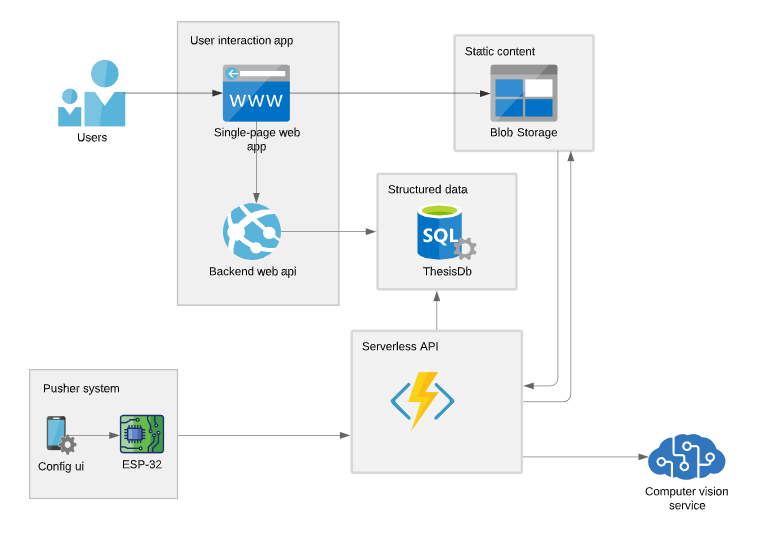 User interaction app
Static content
WWW
Users
Single-page web
app
Blob Storage
Structured data
SQL
Backend web api
ThesisDb
Serverless API
Pusher system
Config ui
ESP-32
Computer vision
service